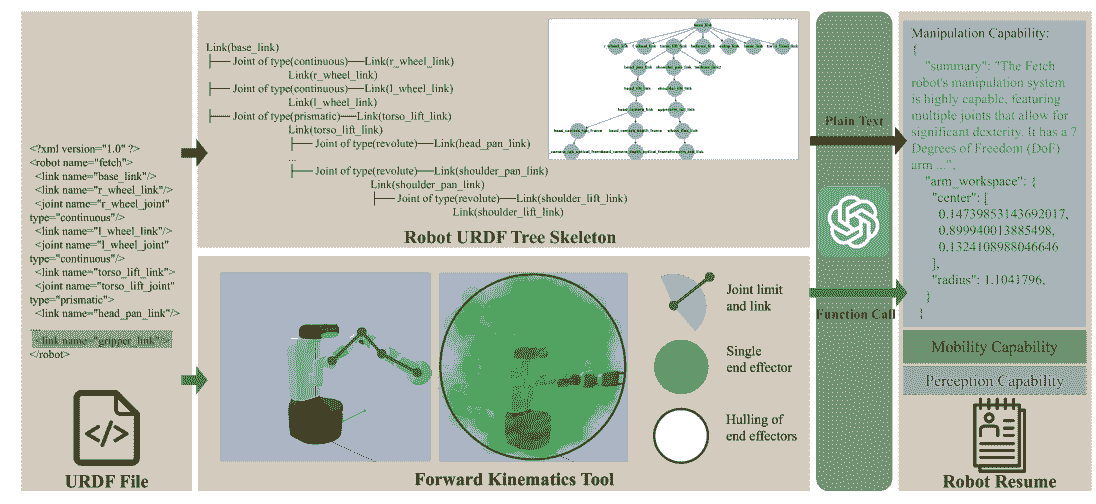 <?xml version="1.0" ?>
<robot name="fetch">
<link name="base_link"/>
<link name="r_wheel_link"/>
<joint name="r_wheel_joint"
type="continuous"/>
<link name="l_wheel_link"/>
<joint name="l_wheel_joint"
type="continuous"/>
<link name="torso_lift_link">
<joint name="torso_lift_joint"
type="prismatic">
<link name="head_pan_link"/>
<link name="gripper_link">
</robot>
URDF File
Link(base_link)
Joint of type(continuous)—Link(r_wheel_link)
Link(r_wheel_link)
Joint of type(continuous)—Link(l_wheel_link)
Link(l_wheel_link)
Joint of type(prismatic)—Link(torso_lift_link)
Link(torso_lift_link)
Joint of type(revolute)—Link(head_pan_link)
...
Joint of type(revolute)—Link(shoulder_pan_link)
Link(shoulder_pan_link)
Joint of type(revolute)—Link(shoulder_lift_link)
Link(shoulder_lift_link)
Robot URDF Tree Skeleton
Joint limit
and link
Single
end effector
Hulling of
end effectors
Forward Kinematics Tool
Plain Text
Function Call
Manipulation Capability:
{
"summary": "The Fetch
robot's manipulation system
is highly capable, featuring
multiple joints that allow for
significant dexterity. It has a 7
Degrees of Freedom (DoF)
arm ...",
"arm_workspace": {
"center": [
0.14739853143692017,
0.899940013885498,
0.1324108988046646
],
"radius": 1.1041796,
}
}
Mobility Capability
Perception Capability
Robot Resume